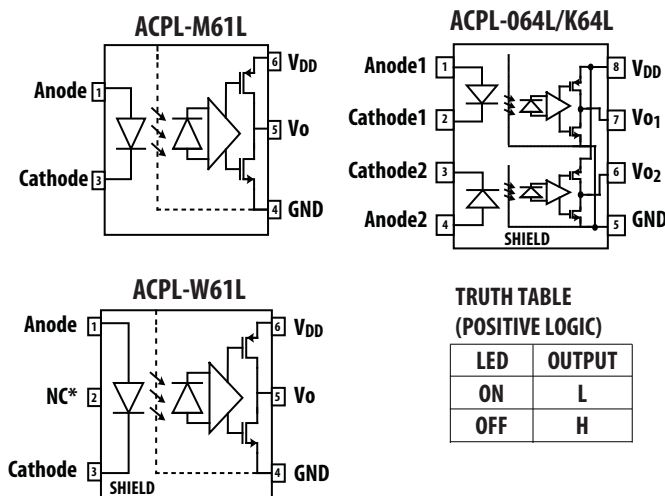 ACPL-M61L
Anode 1
Cathode 3
6 VDD
5 Vo
4 GND
ACPL-064L/K64L
Anode1 1
Cathode1 2
Cathode2 3
Anode2 4
8 VDD
7 Vo1
6 Vo2
5 GND
SHIELD
ACPL-W61L
Anode 1
NC* 2
Cathode 3
6 VDD
5 Vo
4 GND
SHIELD
TRUTH TABLE
(POSITIVE LOGIC)
LED OUTPUT
ON L
OFF H